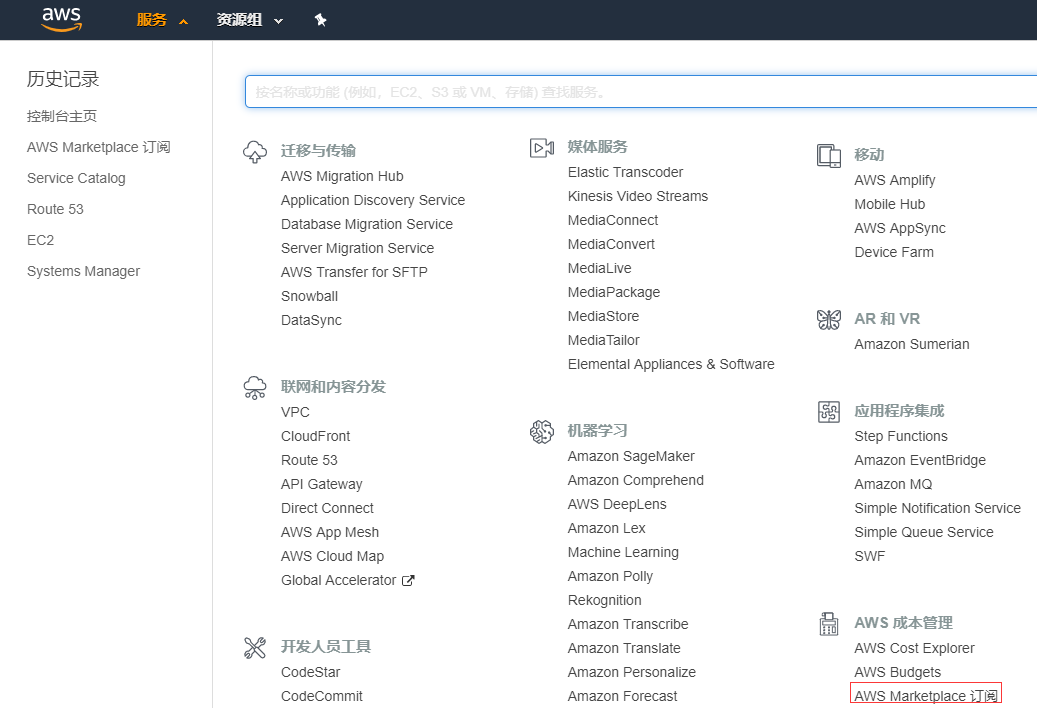 aws 服务 资源组
历史记录
控制台主页
AWS Marketplace 订阅
Service Catalog
Route 53
EC2
Systems Manager
按名称或功能 (例如，EC2、S3 或 VM、存储) 查找服务。
迁移与传输
AWS Migration Hub
Application Discovery Service
Database Migration Service
Server Migration Service
AWS Transfer for SFTP
Snowball
DataSync
联网和内容分发
VPC
CloudFront
Route 53
API Gateway
Direct Connect
AWS App Mesh
AWS Cloud Map
Global Accelerator
开发人员工具
CodeStar
CodeCommit
媒体服务
Elastic Transcoder
Kinesis Video Streams
MediaConnect
MediaConvert
MediaLive
MediaPackage
MediaStore
MediaTailor
Elemental Appliances & Software
机器学习
Amazon SageMaker
Amazon Comprehend
AWS DeepLens
Amazon Lex
Machine Learning
Amazon Polly
Rekognition
Amazon Transcribe
Amazon Translate
Amazon Personalize
Amazon Forecast
移动
AWS Amplify
Mobile Hub
AWS AppSync
Device Farm
AR 和 VR
Amazon Sumerian
应用程序集成
Step Functions
Amazon EventBridge
Amazon MQ
Simple Notification Service
Simple Queue Service
SWF
AWS 成本管理
AWS Cost Explorer
AWS Budgets
AWS Marketplace 订阅